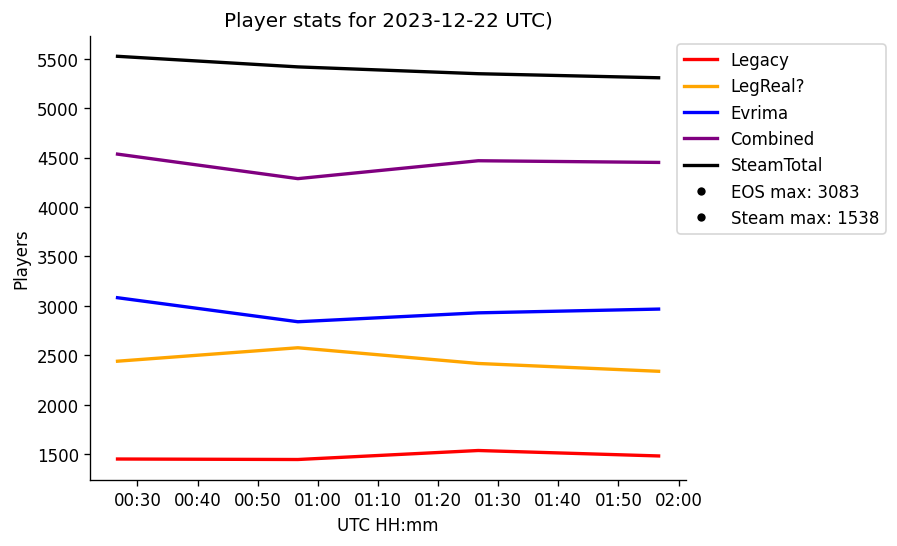 Player stats for 2023-12-22 UTC)
Legacy
LegReal?
Evrima
Combined
SteamTotal
EOS max: 3083
Steam max: 1538
Players
5500
5000
4500
4000
3500
3000
2500
2000
1500
00:30 00:40 00:50 01:00 01:10 01:20 01:30 01:40 01:50 02:00
UTC HH:mm